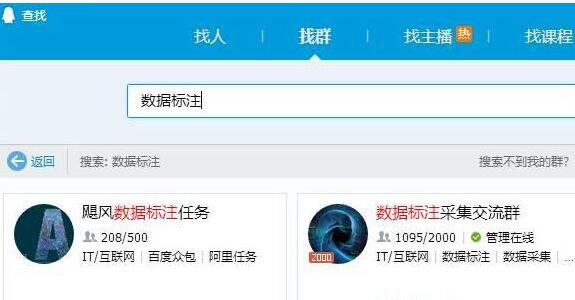 查找
找人 找群 找主播 热 找课程
数据标注
返回 搜索: 数据标注 搜索不到我的群?
飓风数据标注任务
208/500
IT/互联网 百度众包 阿里任务
数据标注采集交流群
1095/2000 管理在线
2000 IT/互联网 数据标注 数据采集 ...